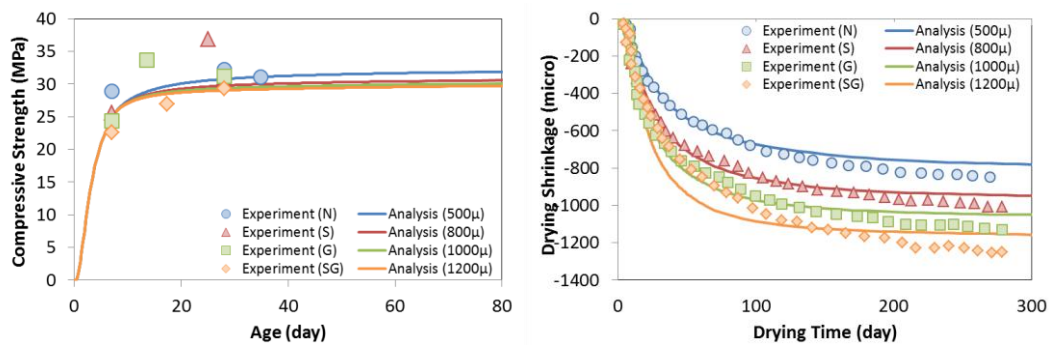 40
35
30
25
20
15
10
5
0
Compressive Strength (MPa)
Experiment (N) Analysis (500μ)
Experiment (S) Analysis (800μ)
Experiment (G) Analysis (1000μ)
Experiment (SG) Analysis (1200μ)
0 20 40 60 80
Age (day)
0
-200
-400
-600
-800
-1000
-1200
-1400
Drying Shrinkage (micro)
Experiment (N) Analysis (500μ)
Experiment (S) Analysis (800μ)
Experiment (G) Analysis (1000μ)
Experiment (SG) Analysis (1200μ)
0 100 200 300
Drying Time (day)